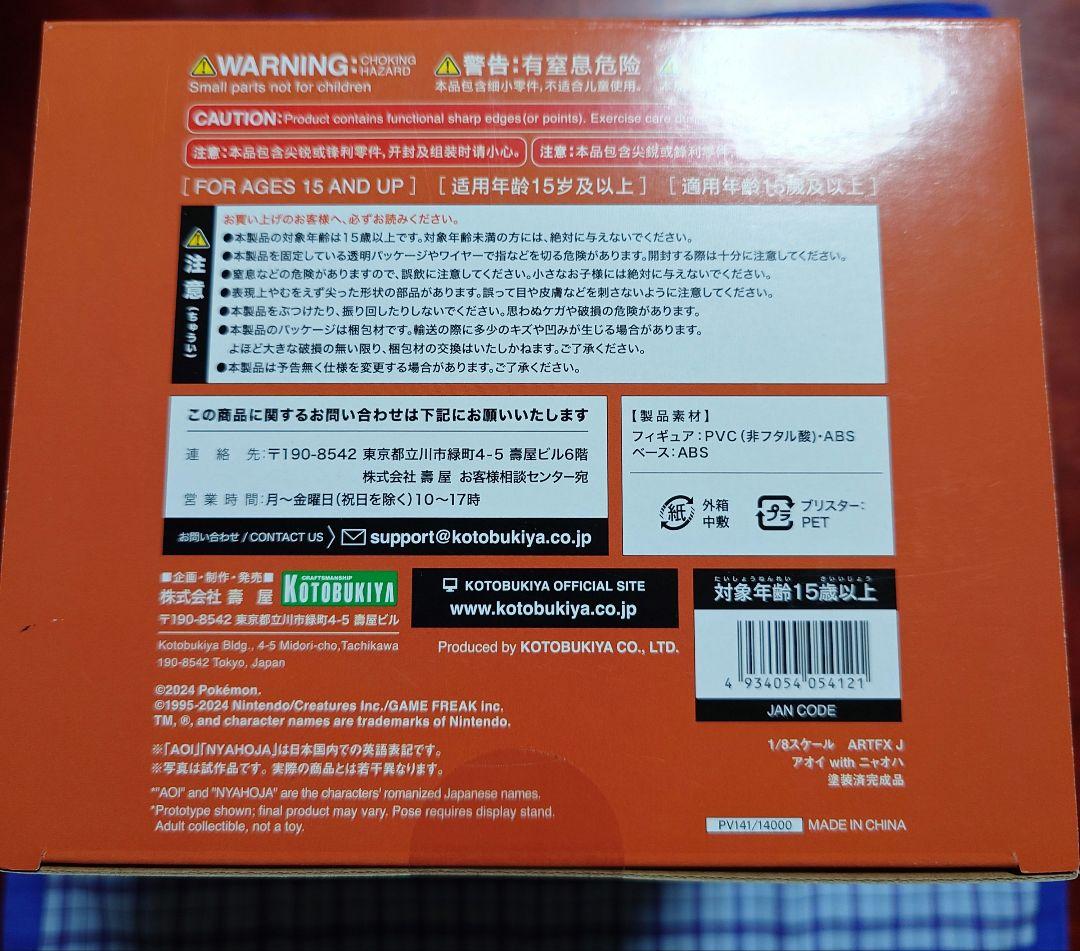 WARNING: CHOKING HAZARD
Small parts not for children
警告:有窒息危险
本品包含细小零件,不适合儿童使用。
CAUTION:Product contains functional sharp edges(or points). Exercise care
注意:本品包含尖锐或锋利零件,开封及组装时请小心。
注意:本品包含尖
[ FOR AGES 15 AND UP ] [ 适用年龄15岁及以上 ] [ 適用年齡15歲及以上 ]
注意(ちゅうい)
お買い上げのお客様へ、必ずお読みください。
●本製品の対象年齢は15歳以上です。対象年齢未満の方には、絶対に与えないでください。
●本製品を固定している透明パッケージやワイヤーで指などを切る危険があります。開封する際は十分に注意してください。
●窒息などの危険がありますので、誤飲に注意してください。小さなお子様には絶対に与えないでください。
●表現上やむをえず尖った形状の部品があります。誤って目や皮膚などを刺さないように注意してください。
●本製品をぶつけたり、振り回したりしないでください。思わぬケガや破損の危険があります。
●本製品のパッケージは梱包材です。輸送の際に多少のキズや凹みが生じる場合があります。
よほど大きな破損の無い限り、梱包材の交換はいたしかねます。ご了承ください。
●本製品は予告無く仕様を変更する場合があります。ご了承ください。
この商品に関するお問い合わせは下記にお願いいたします
連絡先:〒190-8542 東京都立川市緑町4-5 壽屋ビル6階
株式会社 壽屋 お客様相談センター宛
営業時間:月〜金曜日(祝日を除く)10〜17時
お問い合わせ / CONTACT US support@kotobukiya.co.jp
【製品素材】
フィギュア:PVC(非フタル酸)・ABS
ベース:ABS
紙 外箱
中敷
プラ ブリスター:
PET
■企画・制作・発売■
株式会社 壽 屋
CRAFTSMANSHIP
KOTOBUKIYA
〒190-8542 東京都立川市緑町4-5 壽屋ビル
Kotobukiya Bldg., 4-5 Midori-cho,Tachikawa
190-8542 Tokyo, Japan
KOTOBUKIYA OFFICIAL SITE
www.kotobukiya.co.jp
Produced by KOTOBUKIYA CO., LTD.
たいしょうねんれい さいいじょう
対象年齢15歳以上
4 934054 054121
JAN CODE
©2024 Pokémon.
©1995-2024 Nintendo/Creatures Inc./GAME FREAK inc.
TM, ®, and character names are trademarks of Nintendo.
※「AOI」「NYAHOJA」は日本国内での英語表記です。
※写真は試作品です。実際の商品とは若干異なります。
*"AOI" and "NYAHOJA" are the characters' romanized Japanese names.
*Prototype shown; final product may vary. Pose requires display stand.
Adult collectible, not a toy.
1/8スケール ARTFX J
アオイ with ニャオハ
塗装済完成品
PV141/14000 MADE IN CHINA